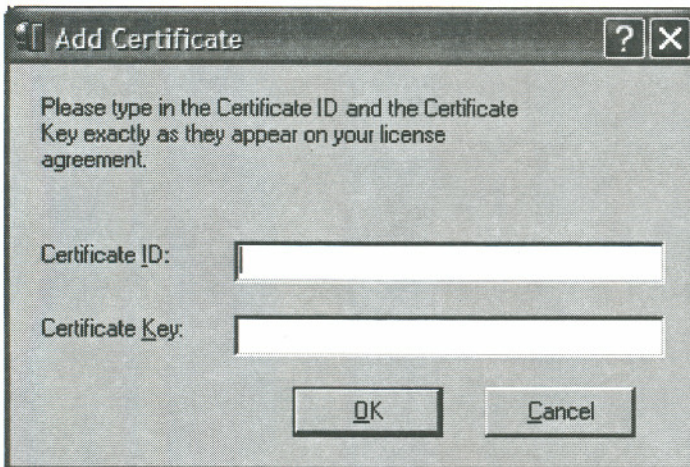 Add Certificate
Please type in the Certificate ID and the Certificate
Key exactly as they appear on your license
agreement.
Certificate ID:
Certificate Key:
OK
Cancel